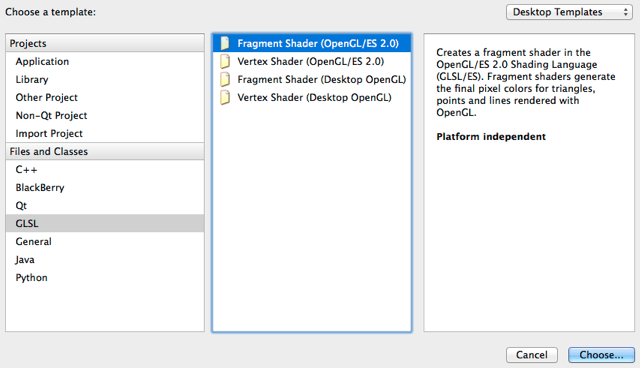 Choose a template:
Desktop Templates
Projects
Application
Library
Other Project
Non-Qt Project
Import Project
Files and Classes
C++
BlackBerry
Qt
GLSL
General
Java
Python
Fragment Shader (OpenGL/ES 2.0)
Vertex Shader (OpenGL/ES 2.0)
Fragment Shader (Desktop OpenGL)
Vertex Shader (Desktop OpenGL)
Creates a fragment shader in the
OpenGL/ES 2.0 Shading Language
(GLSL/ES). Fragment shaders generate
the final pixel colors for triangles,
points and lines rendered with
OpenGL.
Platform independent
Cancel
Choose...